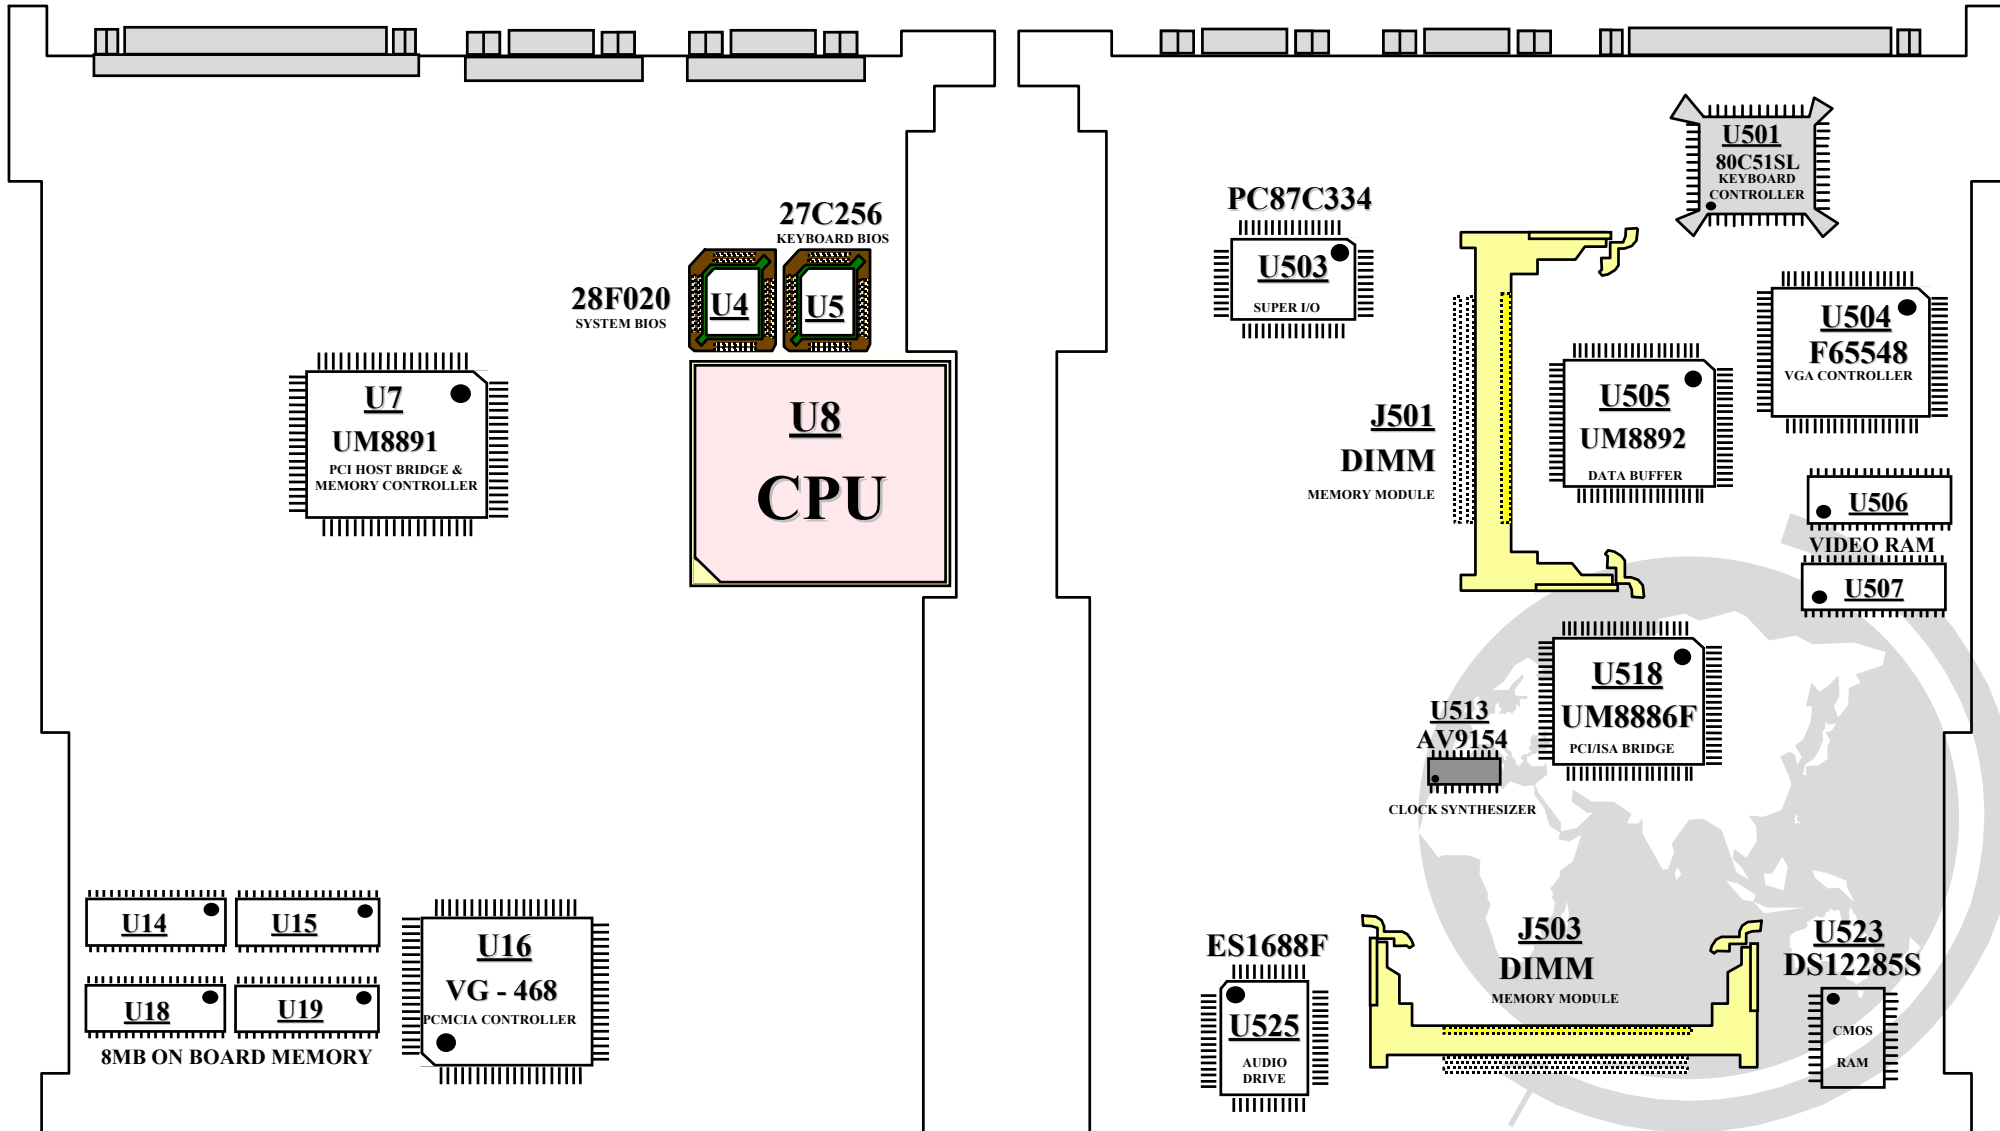 27C256
KEYBOARD BIOS
28F020
SYSTEM BIOS
U4
U5
U7
UM8891
PCI HOST BRIDGE &
MEMORY CONTROLLER
U8
CPU
U14
U15
U18
U19
8MB ON BOARD MEMORY
U16
VG - 468
PCMCIA CONTROLLER
U501
80C51SL
KEYBOARD
CONTROLLER
PC87C334
U503
SUPER I/O
U504
F65548
VGA CONTROLLER
J501
DIMM
MEMORY MODULE
U505
UM8892
DATA BUFFER
U506
VIDEO RAM
U507
U518
UM8886F
PCI/ISA BRIDGE
U513
AV9154
CLOCK SYNTHESIZER
ES1688F
U525
AUDIO
DRIVE
J503
DIMM
MEMORY MODULE
U523
DS12285S
CMOS
RAM